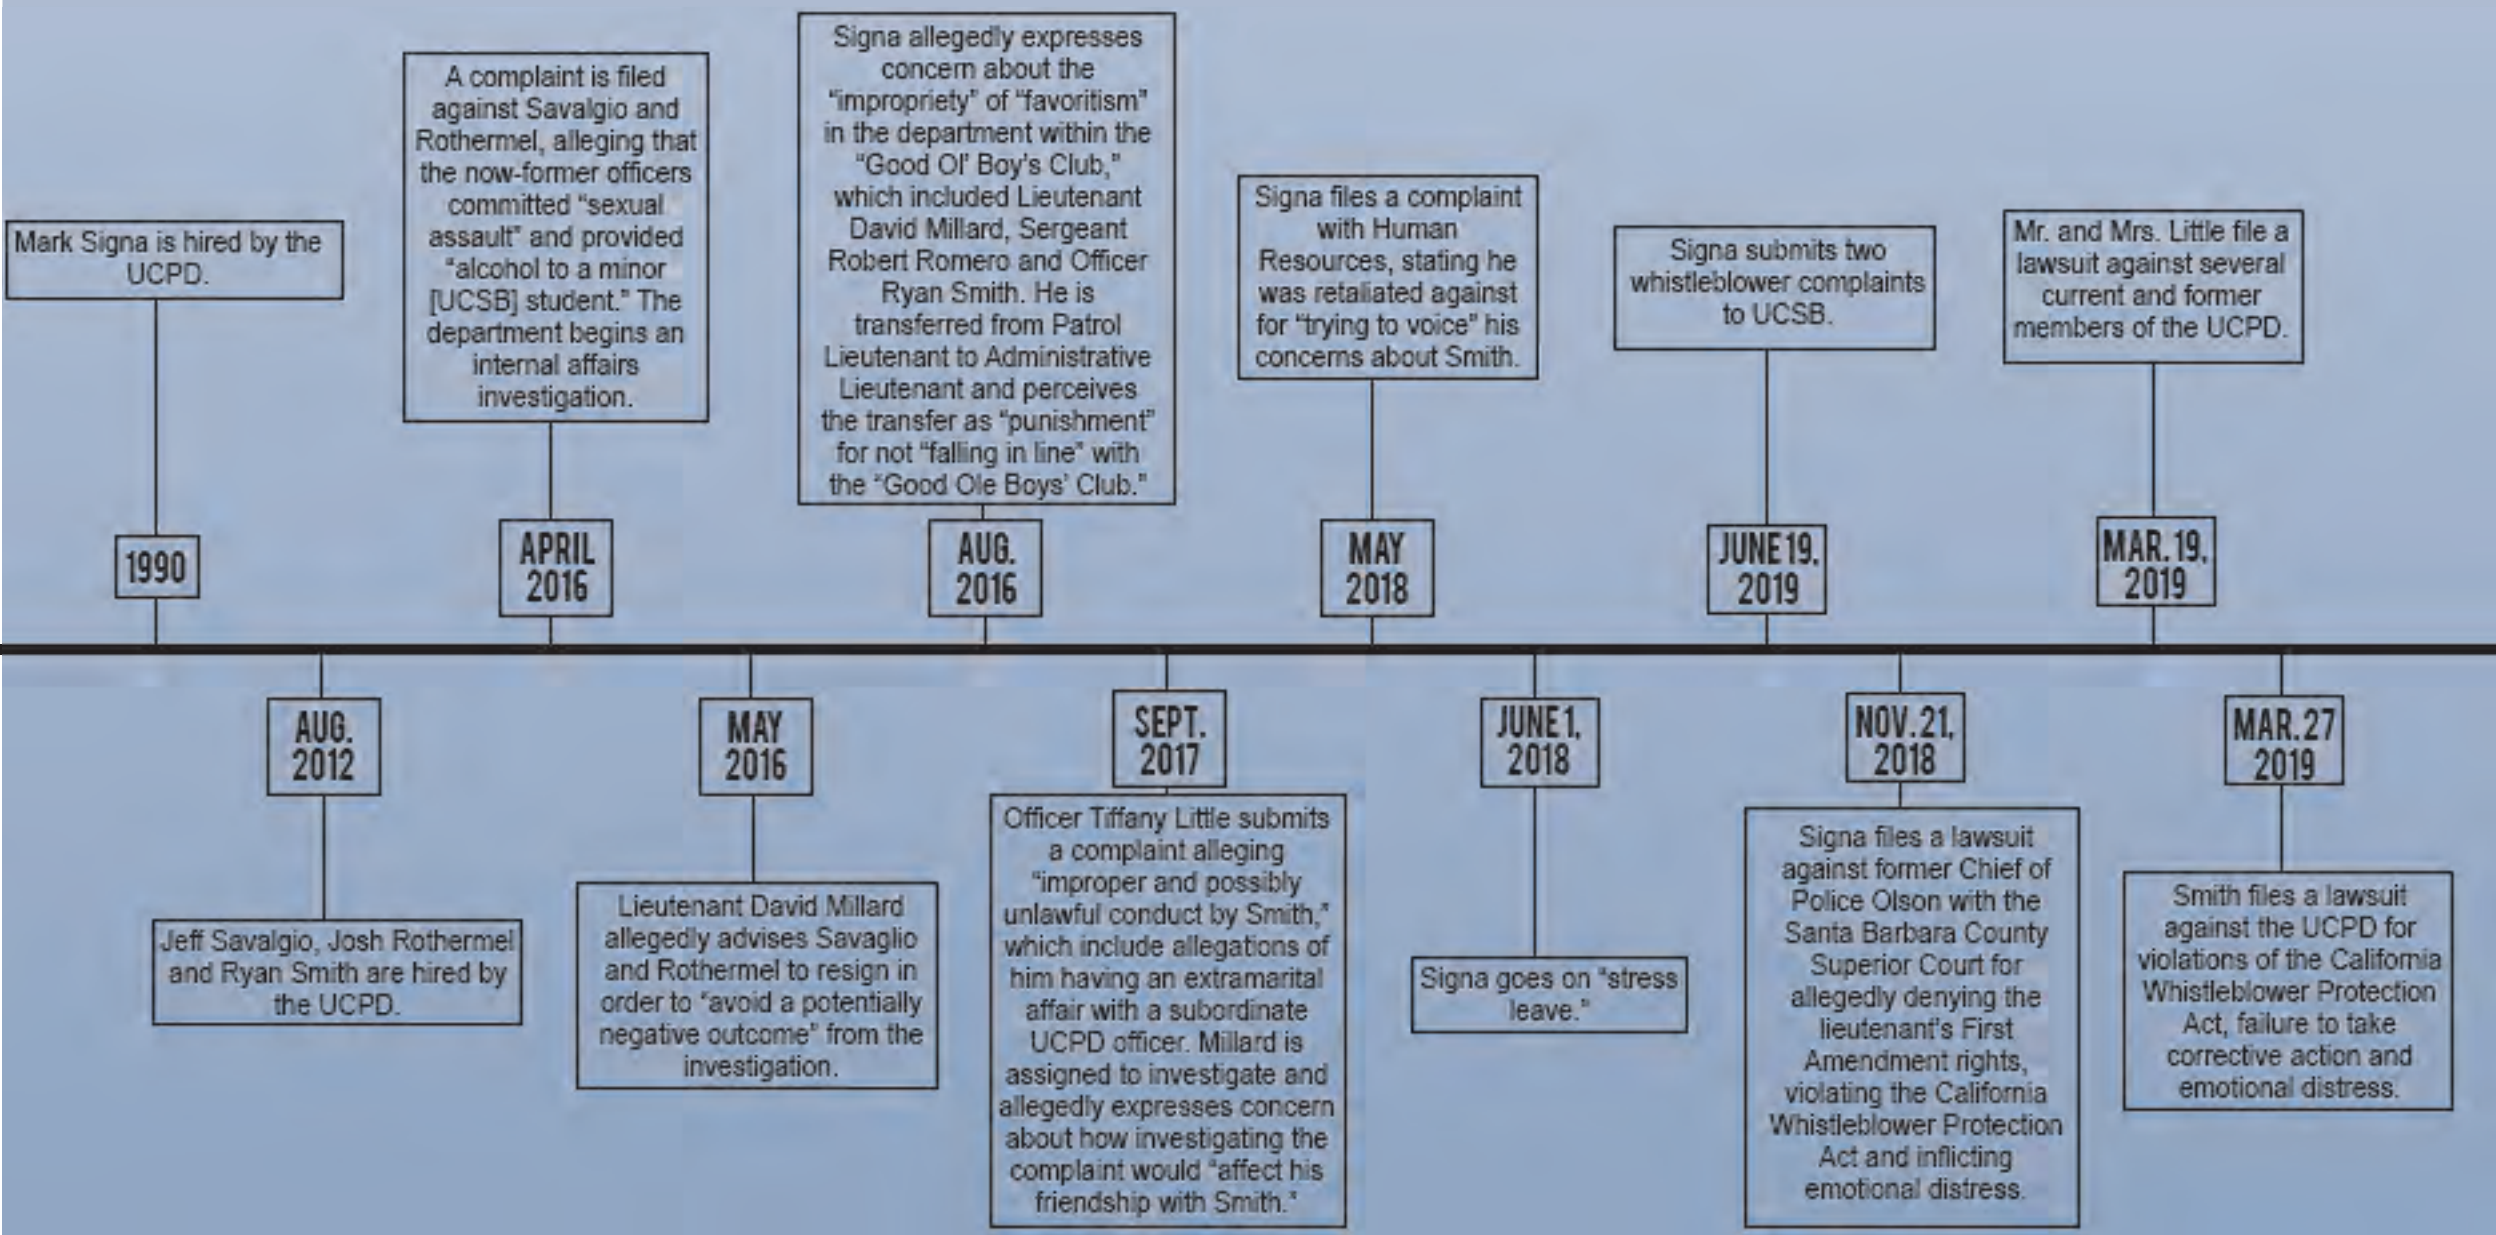 Mark Signa is hired by the
UCPD.
1990
AUG.
2012
Jeff Savalgio, Josh Rothermel
and Ryan Smith are hired by
the UCPD.
A complaint is filed
against Savalgio and
Rothermel, alleging that
the now-former officers
committed “sexual
assault” and provided
“alcohol to a minor
[UCSB] student.” The
department begins an
internal affairs
investigation.
APRIL
2016
MAY
2016
Lieutenant David Millard
allegedly advises Savaglio
and Rothermel to resign in
order to “avoid a potentially
negative outcome” from the
investigation.
Signa allegedly expresses
concern about the
“impropriety” of “favoritism”
in the department within the
“Good Ol’ Boy’s Club,”
which included Lieutenant
David Millard, Sergeant
Robert Romero and Officer
Ryan Smith. He is
transferred from Patrol
Lieutenant to Administrative
Lieutenant and perceives
the transfer as “punishment”
for not “falling in line” with
the “Good Ole Boys’ Club.”
AUG.
2016
SEPT.
2017
Officer Tiffany Little submits
a complaint alleging
“improper and possibly
unlawful conduct by Smith,”
which include allegations of
him having an extramarital
affair with a subordinate
UCPD officer. Millard is
assigned to investigate and
allegedly expresses concern
about how investigating the
complaint would “affect his
friendship with Smith.”
Signa files a complaint
with Human
Resources, stating he
was retaliated against
for “trying to voice” his
concerns about Smith.
MAY
2018
JUNE 1,
2018
Signa goes on “stress
leave.”
Signa submits two
whistleblower complaints
to UCSB.
JUNE 19,
2019
NOV. 21,
2018
Signa files a lawsuit
against former Chief of
Police Olson with the
Santa Barbara County
Superior Court for
allegedly denying the
lieutenant’s First
Amendment rights,
violating the California
Whistleblower Protection
Act and inflicting
emotional distress.
Mr. and Mrs. Little file a
lawsuit against several
current and former
members of the UCPD.
MAR. 19,
2019
MAR. 27
2019
Smith files a lawsuit
against the UCPD for
violations of the California
Whistleblower Protection
Act, failure to take
corrective action and
emotional distress.